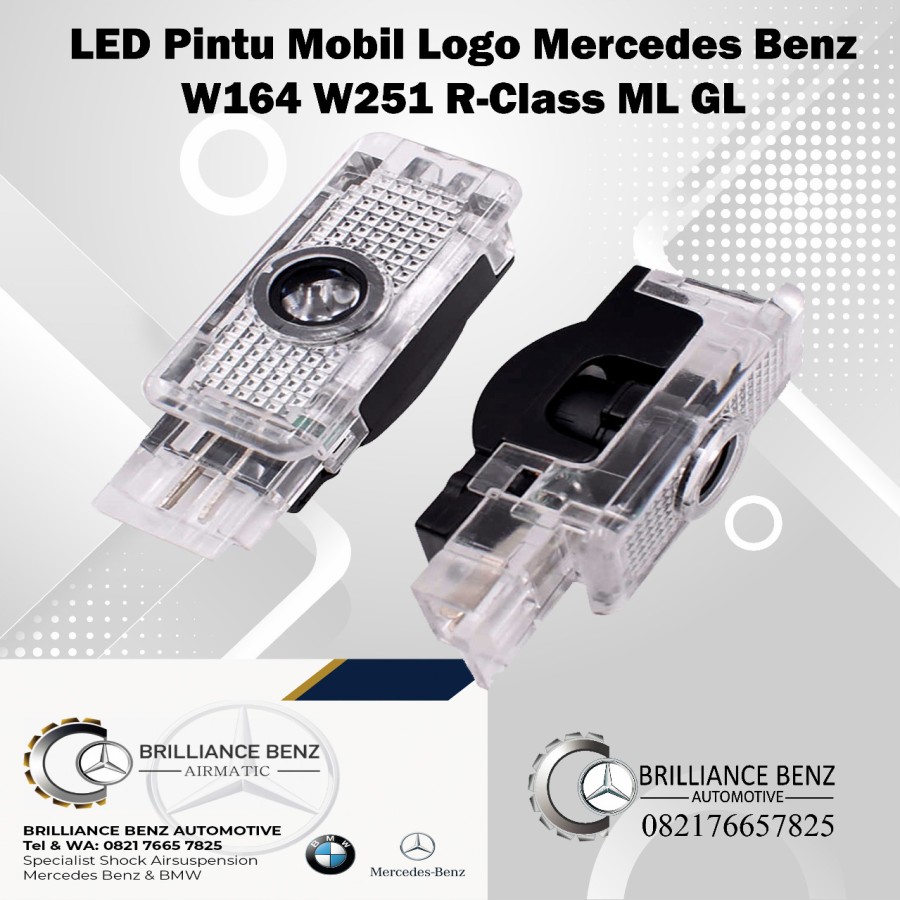 LED Pintu Mobil Logo Mercedes Benz
W164 W251 R-Class ML GL
BRILLIANCE BENZ
AIRMATIC
BRILLIANCE BENZ AUTOMOTIVE
Tel & WA: 0821 7665 7825
Specialist Shock Airsuspension
Mercedes Benz & BMW
BMW
Mercedes-Benz
BRILLIANCE BENZ
AUTOMOTIVE
082176657825